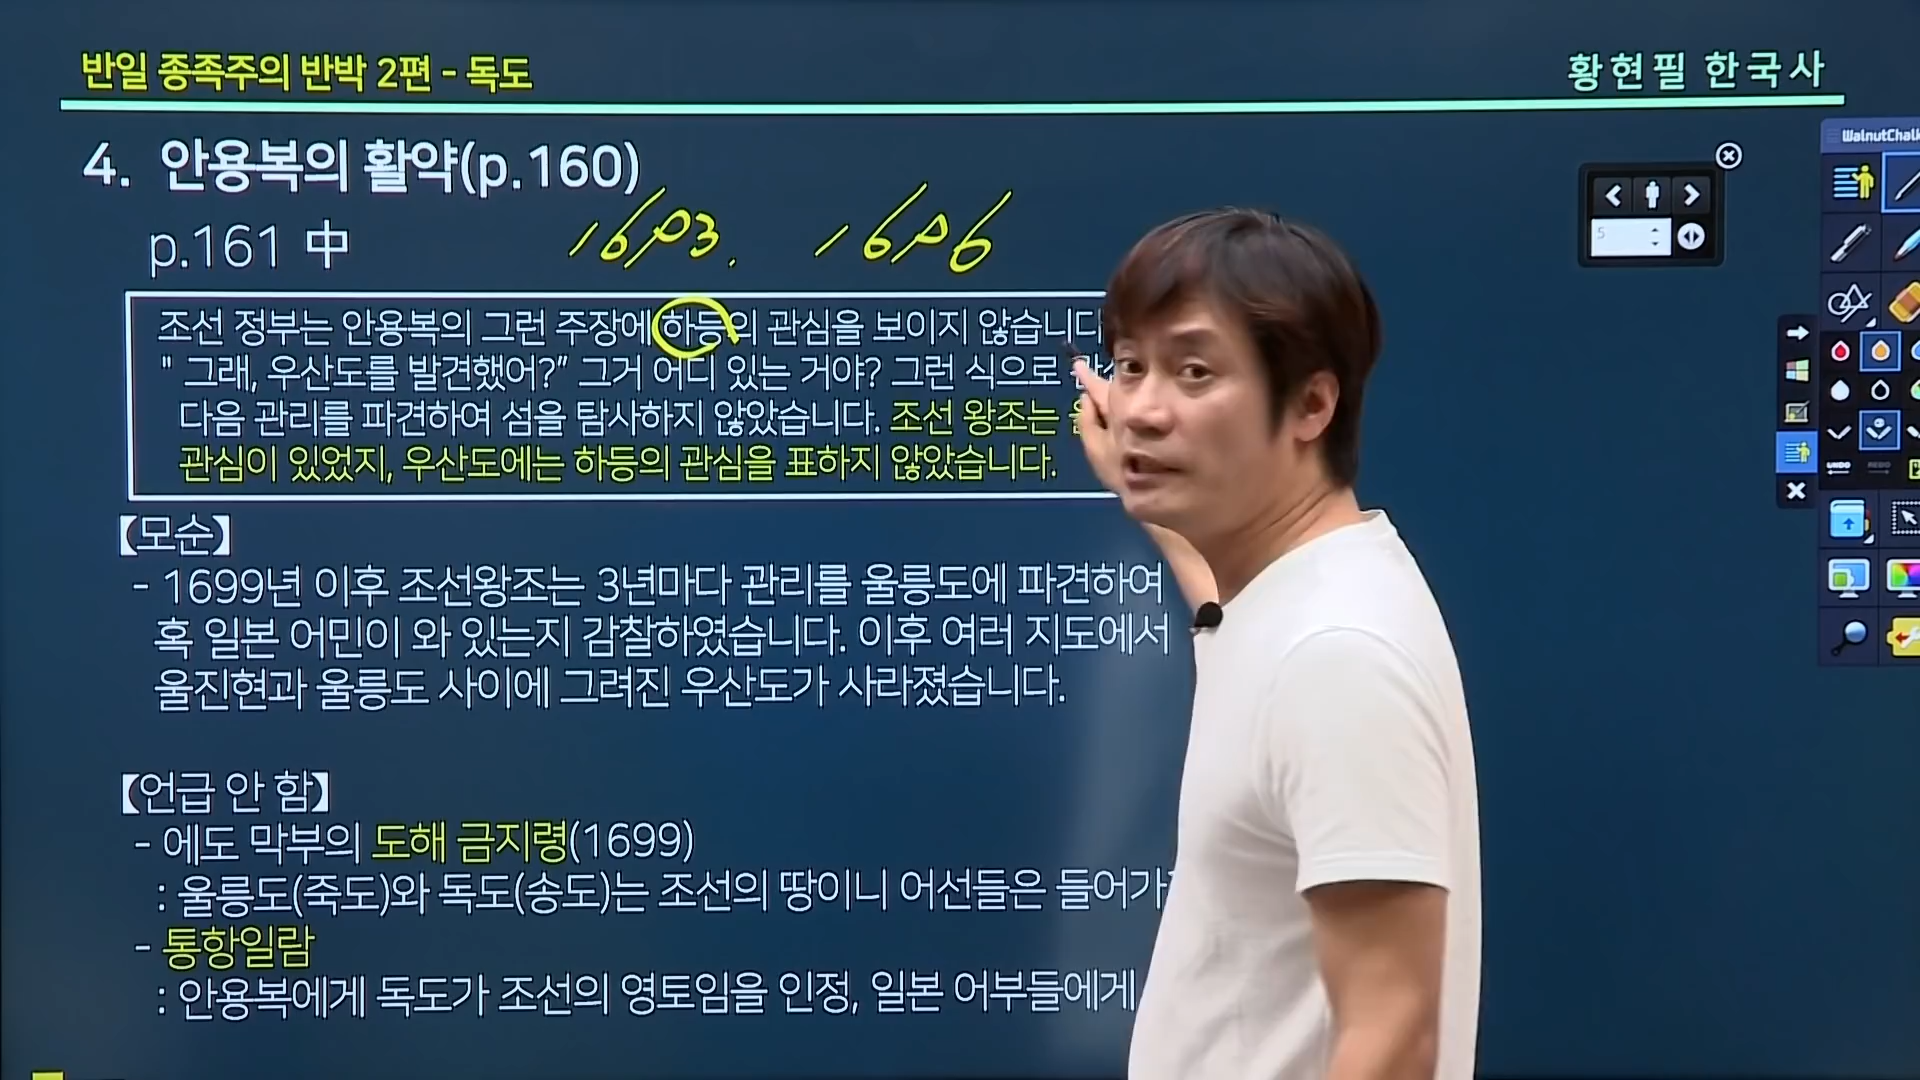 반일 종족주의 반박 2편 - 독도
황현필 한국사
4. 안용복의 활약(p.160)
p.161 中
1693. 1696
조선 정부는 안용복의 그런 주장에 하등의 관심을 보이지 않습니다
" 그래, 우산도를 발견했어?” 그거 어디 있는 거야? 그런 식으로
다음 관리를 파견하여 섬을 탐사하지 않았습니다. 조선 왕조는
관심이 있었지, 우산도에는 하등의 관심을 표하지 않았습니다.
【모순】
- 1699년 이후 조선왕조는 3년마다 관리를 울릉도에 파견하여
혹 일본 어민이 와 있는지 감찰하였습니다. 이후 여러 지도에서
울진현과 울릉도 사이에 그려진 우산도가 사라졌습니다.
【언급 안 함】
- 에도 막부의 도해 금지령(1699)
: 울릉도(죽도)와 독도(송도)는 조선의 땅이니 어선들은 들어가
- 통항일람
: 안용복에게 독도가 조선의 영토임을 인정, 일본 어부들에게
WalnutChalk
5
UNDO REDO